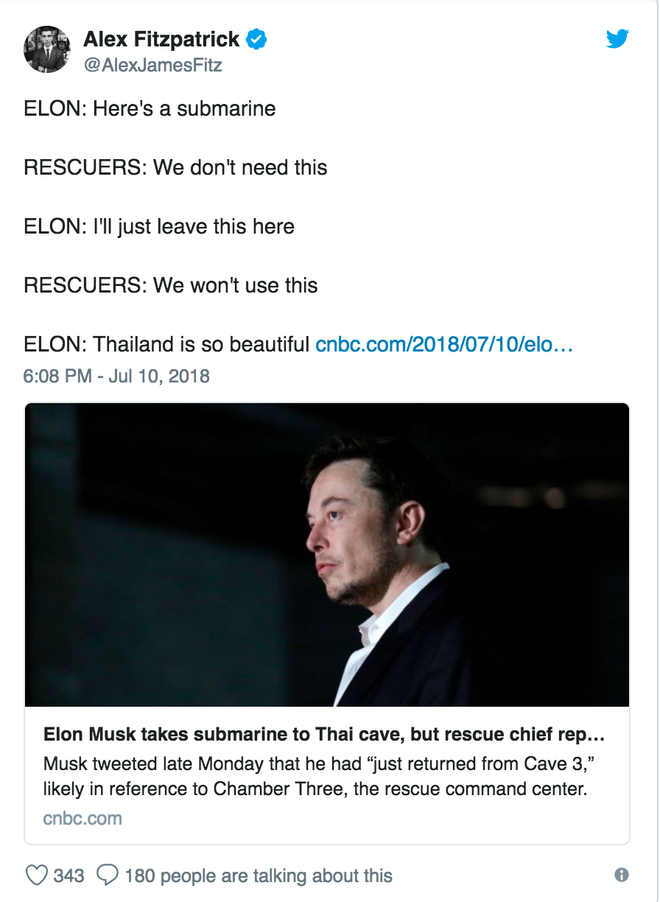 Alex Fitzpatrick
@AlexJamesFitz
ELON: Here's a submarine
RESCUERS: We don't need this
ELON: I'll just leave this here
RESCUERS: We won't use this
ELON: Thailand is so beautiful cnbc.com/2018/07/10/elo…
6:08 PM - Jul 10, 2018
Elon Musk takes submarine to Thai cave, but rescue chief rep…
Musk tweeted late Monday that he had “just returned from Cave 3,”
likely in reference to Chamber Three, the rescue command center.
cnbc.com
343 180 people are talking about this